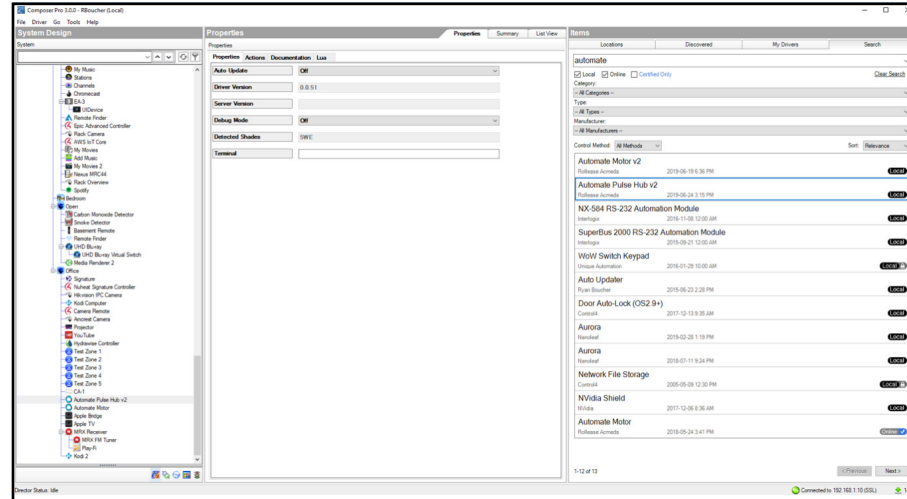 Composer Pro 3.0.0 - RBoucher (Local)
File Driver Go Tools Help
System Design
System
My Music
Stations
Channels
Chromecast
EA-3
UIDevice
Remote Finder
Epic Advanced Controller
Rack Camera
AWS IoT Core
My Movies
Add Music
My Movies 2
Nexus MRC44
Rack Overview
Spotify
Bedroom
Open
Carbon Monoxide Detector
Smoke Detector
Basement Remote
Remote Finder
UHD Blu-ray
UHD Blu-ray Virtual Switch
Media Renderer 2
Office
Signature
Nuheat Signature Controller
Hikvision IPC Camera
Kodi Computer
Camera Remote
Amcrest Camera
Projector
YouTube
Hydrawise Controller
Test Zone 1
Test Zone 2
Test Zone 3
Test Zone 4
Test Zone 5
CA-1
Automate Pulse Hub v2
Automate Motor
Apple Bridge
Apple TV
MRX Receiver
MRX FM Tuner
Play-Fi
Kodi 2
Properties
Properties Summary List View
Properties
Properties Actions Documentation Lua
Auto Update Off
Driver Version 0.0.51
Server Version
Debug Mode Off
Detected Shades SWE
Terminal
Items
Locations Discovered My Drivers Search
automate
Local Online Certified Only Clear Search
Category:
-- All Categories --
Type:
-- All Types --
Manufacturer:
-- All Manufacturers --
Control Method: All Methods Sort: Relevance
Automate Motor v2
Rollease Acmeda 2019-06-19 6:36 PM Local
Automate Pulse Hub v2
Rollease Acmeda 2019-06-24 3:15 PM Local
NX-584 RS-232 Automation Module
Interlogix 2016-11-08 12:00 AM Local
SuperBus 2000 RS-232 Automation Module
Interlogix 2015-09-21 12:00 AM Local
WoW Switch Keypad
Unique Automation 2016-01-29 10:00 AM Local
Auto Updater
Ryan Boucher 2015-06-23 2:28 PM Local
Door Auto-Lock (OS2.9+)
Control4 2017-12-13 9:35 AM Local
Aurora
Nanoleaf 2019-02-28 1:19 PM Local
Aurora
Nanoleaf 2018-07-11 9:24 PM Local
Network File Storage
Control4 2005-05-09 12:30 PM Local
NVidia Shield
NVidia 2017-12-06 8:36 AM Local
Automate Motor
Rollease Acmeda 2018-05-24 3:41 PM Online
1-12 of 13 < Previous Next >
Director Status: Idle
Connected to 192.168.1.10 (SSL) 1